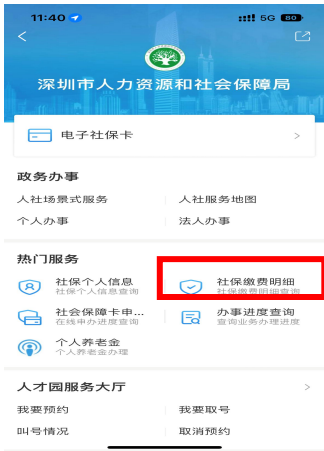 11:40 5G 80
深圳市人力资源和社会保障局
电子社保卡
政务办事
人社场景式服务 人社服务地图
个人办事 法人办事
热门服务
社保个人信息 社保缴费明细
社保个人信息查询 社保缴费明细查询
社会保障卡申... 办事进度查询
在线申办进度查询 查询业务办理进度
个人养老金
个人养老金办理
人才园服务大厅
我要预约 我要取号
叫号情况 取消预约